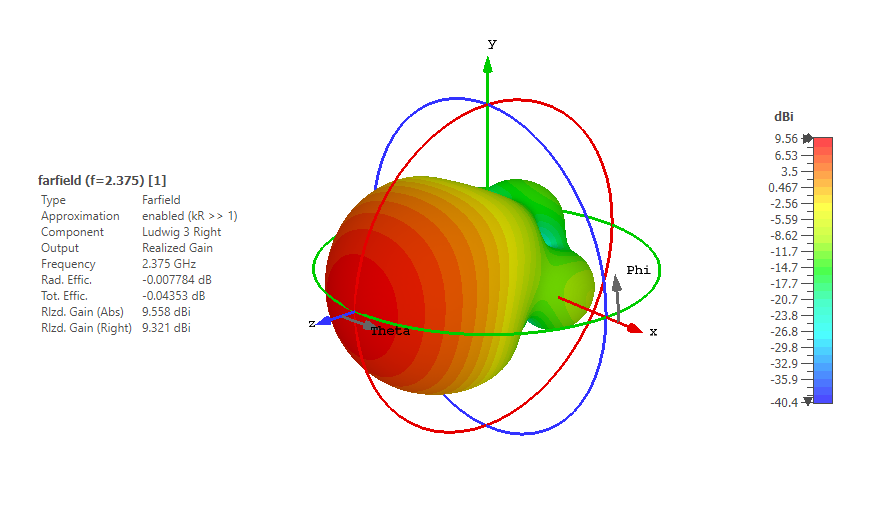 y
dBi
9.56
6.53
3.5
0.467
-2.56
-5.59
-8.62
-11.7
-14.7
-17.7
-20.8
-23.8
-26.8
-29.8
-32.9
-35.9
-40.4
farfield (f=2.375) [1]
Type Farfield
Approximation enabled (kR >> 1)
Component Ludwig 3 Right
Output Realized Gain
Frequency 2.375 GHz
Rad. Effic. -0.007784 dB
Tot. Effic. -0.04353 dB
Rlzd. Gain (Abs) 9.558 dBi
Rlzd. Gain (Right) 9.321 dBi
Phi
z
Theta
x